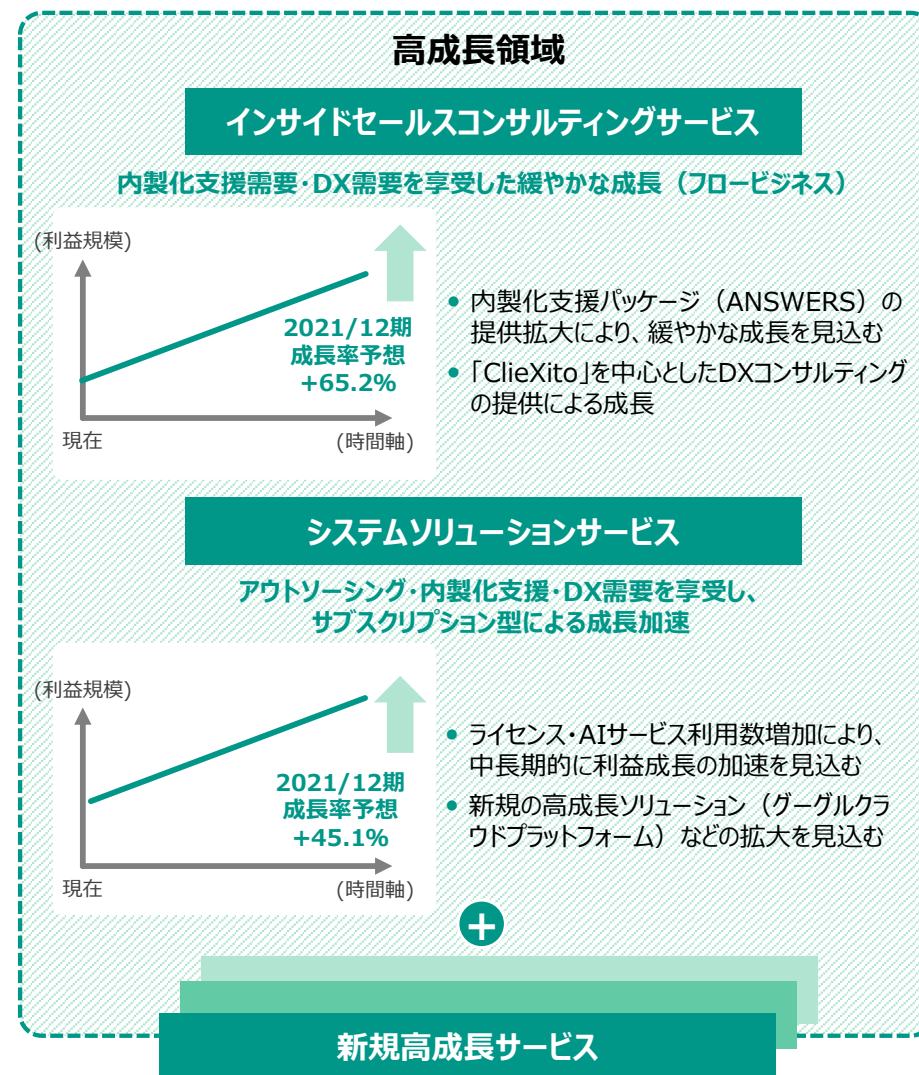 高成長領域
インサイドセールスコンサルティングサービス
内製化支援需要・DX需要を享受した緩やかな成長（フロービジネス）
(利益規模)
2021/12期
成長率予想
+65.2%
現在
(時間軸)
• 内製化支援パッケージ（ANSWERS）の
提供拡大により、緩やかな成長を見込む
• 「ClieXito」を中心としたDXコンサルティング
の提供による成長
システムソリューションサービス
アウトソーシング・内製化支援・DX需要を享受し、
サブスクリプション型による成長加速
(利益規模)
2021/12期
成長率予想
+45.1%
現在
(時間軸)
• ライセンス・AIサービス利用数増加により、
中長期的に利益成長の加速を見込む
• 新規の高成長ソリューション（グーグルクラ
ウドプラットフォーム）などの拡大を見込む
+
新規高成長サービス